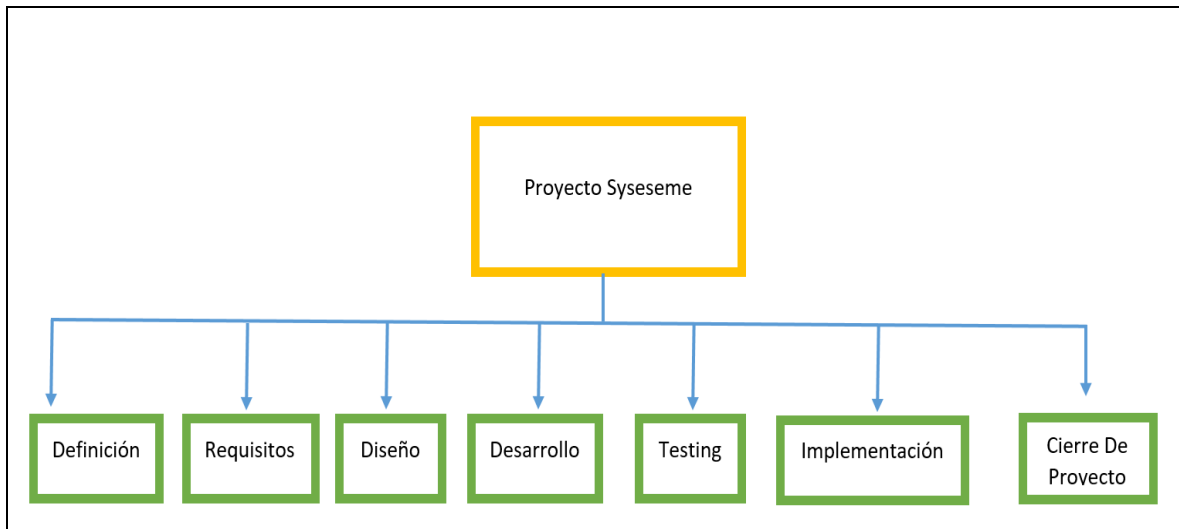 Proyecto Syseseme
Definición
Requisitos
Diseño
Desarrollo
Testing
Implementación
Cierre De
Proyecto